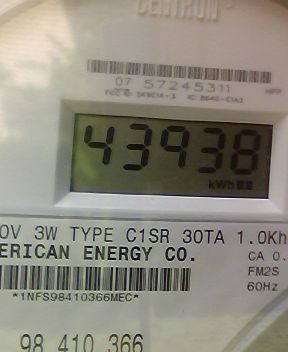 CENTRON
07 57245311
43938
kWh
0V 3W TYPE C1SR 30TA 1.0Kh
ERICAN ENERGY CO.
CA 0.
FM2S
60Hz
*1NFS98410366MEC*
98 410 366